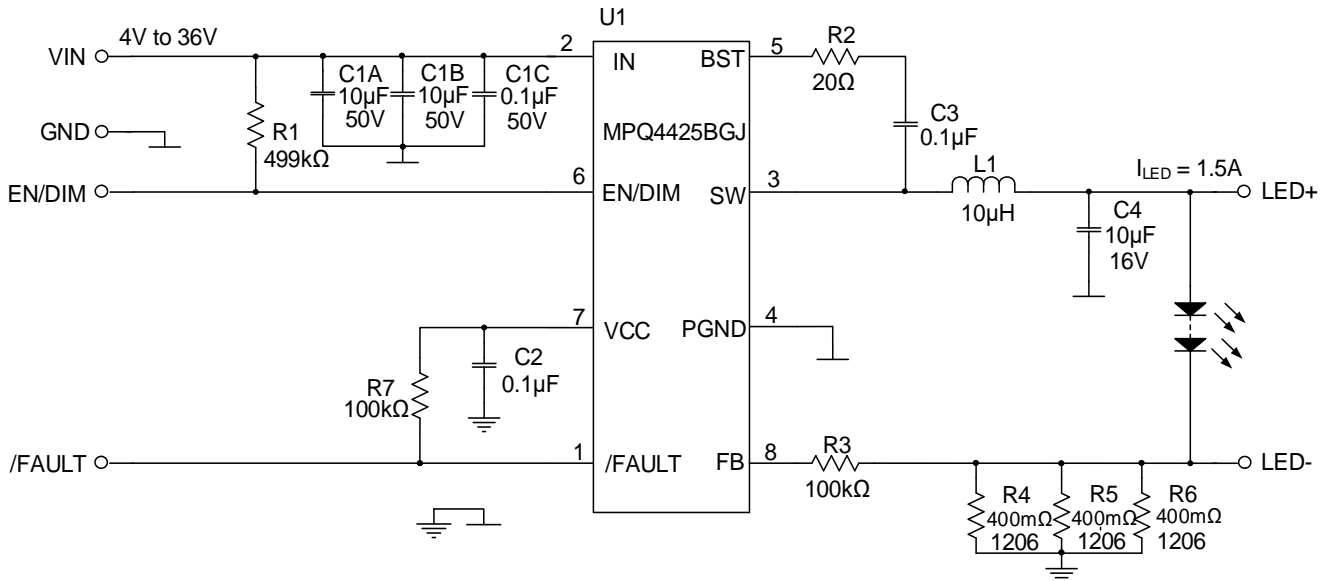 U1
VIN
4V to 36V
2
IN
BST
5
R2
20Ω
C1A
10µF
50V
C1B
10µF
50V
C1C
0.1µF
50V
GND
R1
499kΩ
MPQ4425BGJ
C3
0.1µF
EN/DIM
6
EN/DIM
SW
3
L1
10µH
ILED = 1.5A
LED+
C4
10µF
16V
7
VCC
PGND
4
C2
0.1µF
R7
100kΩ
/FAULT
1
/FAULT
FB
8
R3
100kΩ
LED-
R4
400mΩ
1206
R5
400mΩ
1206
R6
400mΩ
1206